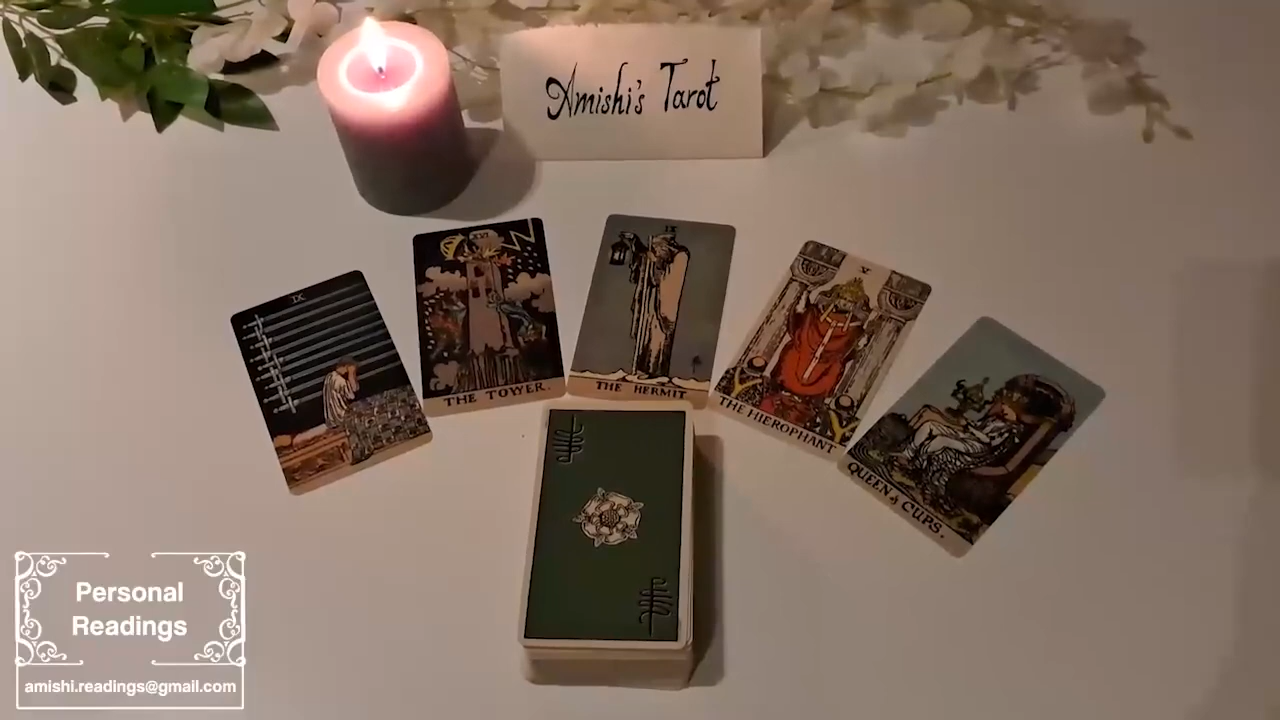 Amishi's Tarot
IX
XVI
THE TOWER.
IX
THE HERMIT
V
THE HIEROPHANT
QUEEN of CUPS.
Personal
Readings
amishi.readings@gmail.com